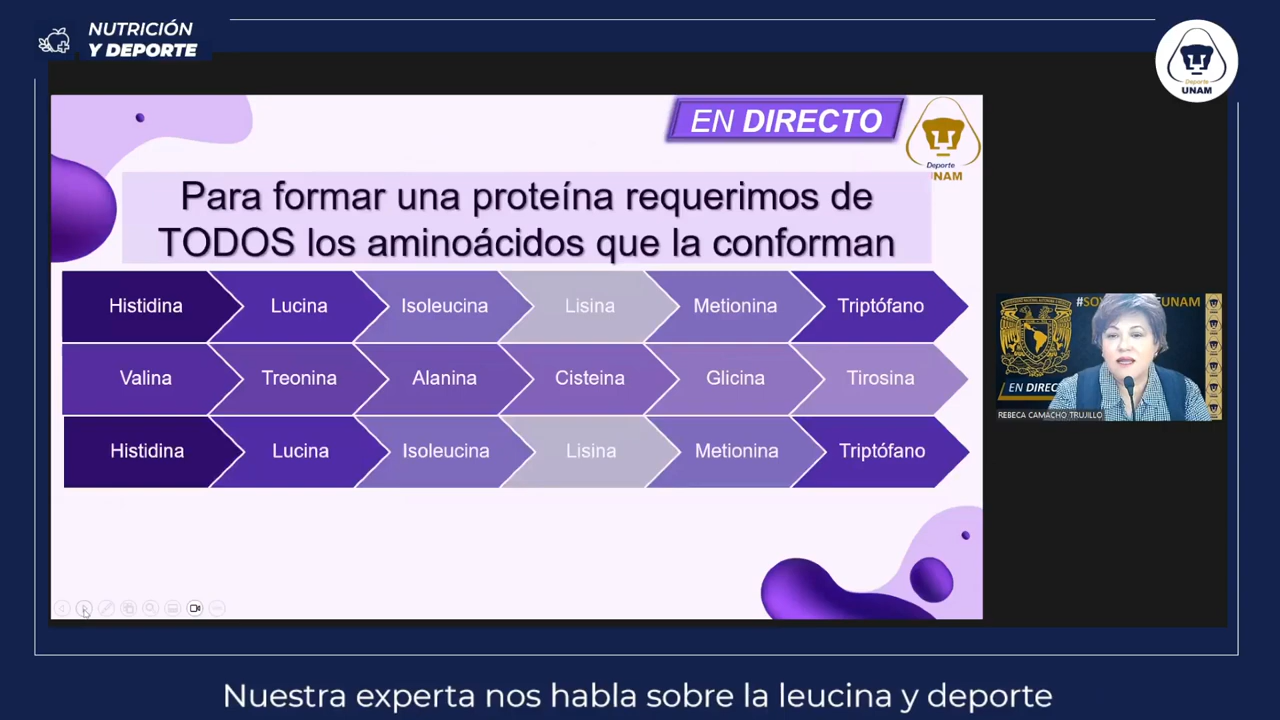 NUTRICIÓN
Y DEPORTE
Deporte
UNAM
EN DIRECTO
Deporte
UNAM
Para formar una proteína requerimos de
TODOS los aminoácidos que la conforman
Histidina Lucina Isoleucina Lisina Metionina Triptófano
Valina Treonina Alanina Cisteina Glicina Tirosina
Histidina Lucina Isoleucina Lisina Metionina Triptófano
EN DIREC
REBECA CAMACHO TRUJILLO
Nuestra experta nos habla sobre la leucina y deporte